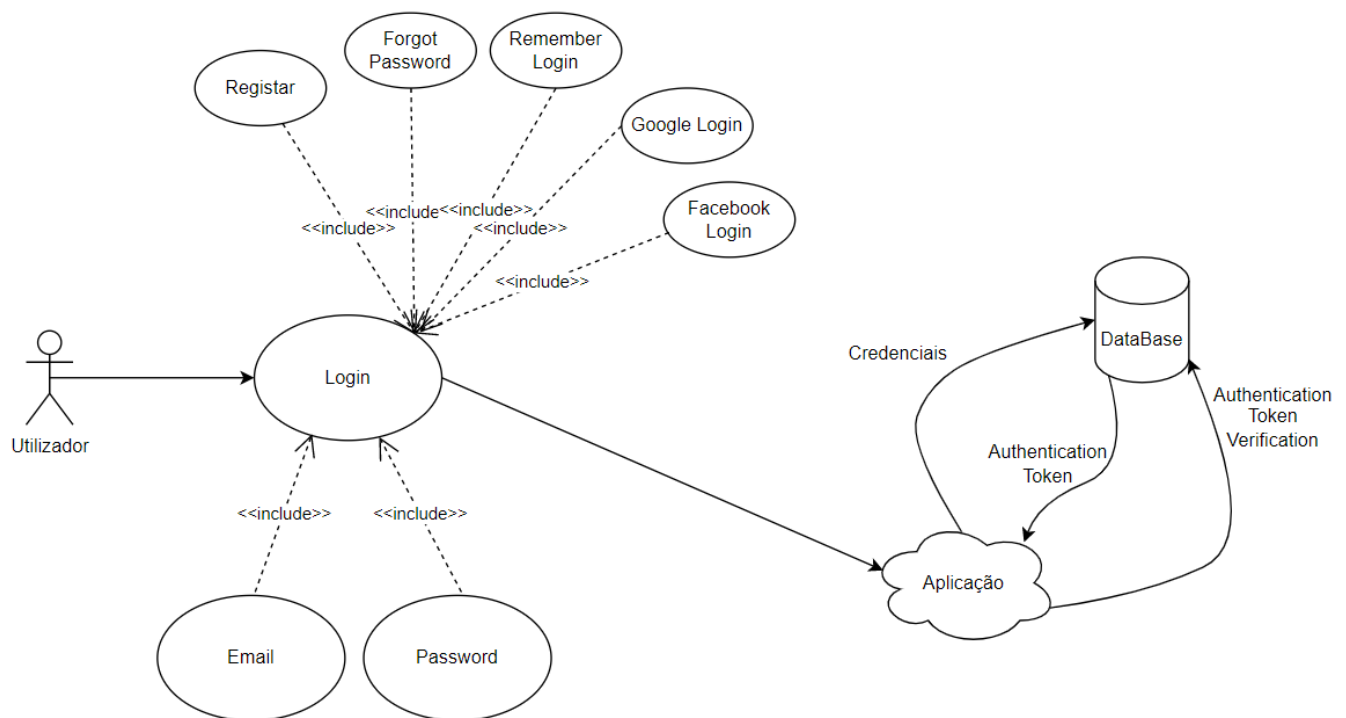 Forgot
Password
Remember
Login
Registar
Google Login
<<include>>
<<include
<<include>>
<<include>>
Facebook
Login
<<include>>
DataBase
Credenciais
Login
Authentication
Token
Verification
Utilizador
Authentication
Token
<<include>>
<<include>>
Aplicação
Email
Password